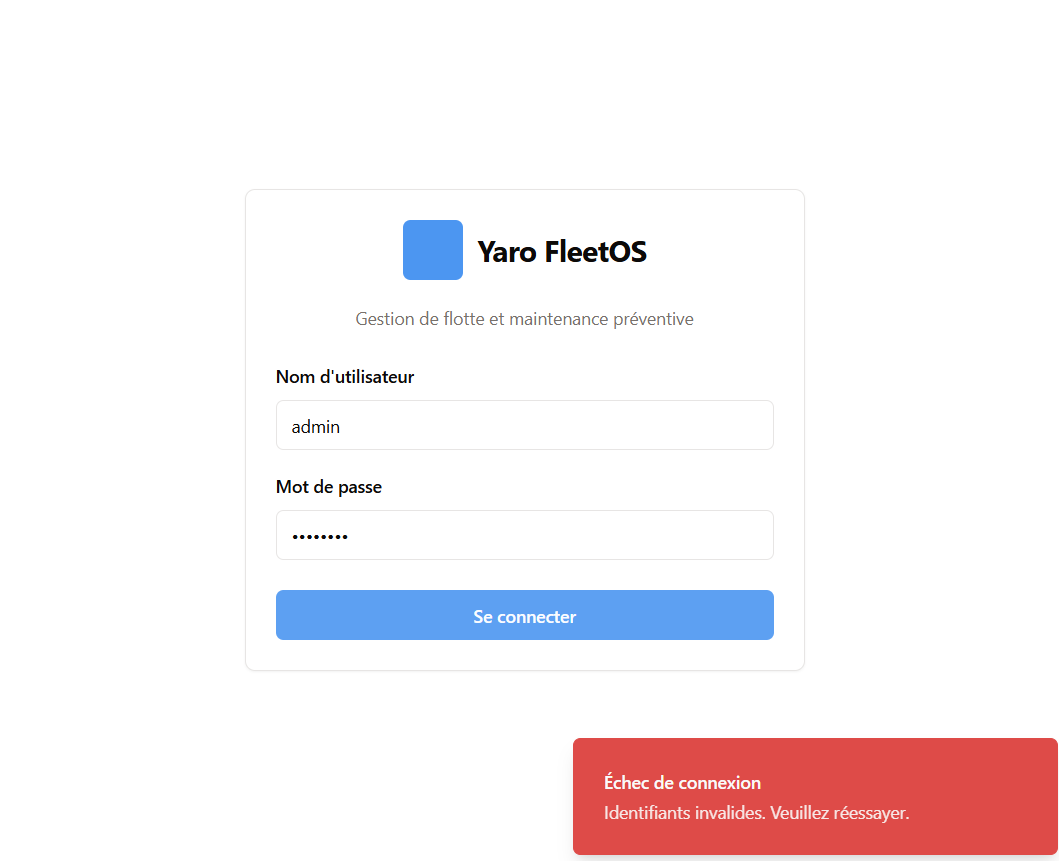 Yaro FleetOS
Gestion de flotte et maintenance préventive
Nom d'utilisateur
admin
Mot de passe
••••••••
Se connecter
Échec de connexion
Identifiants invalides. Veuillez réessayer.